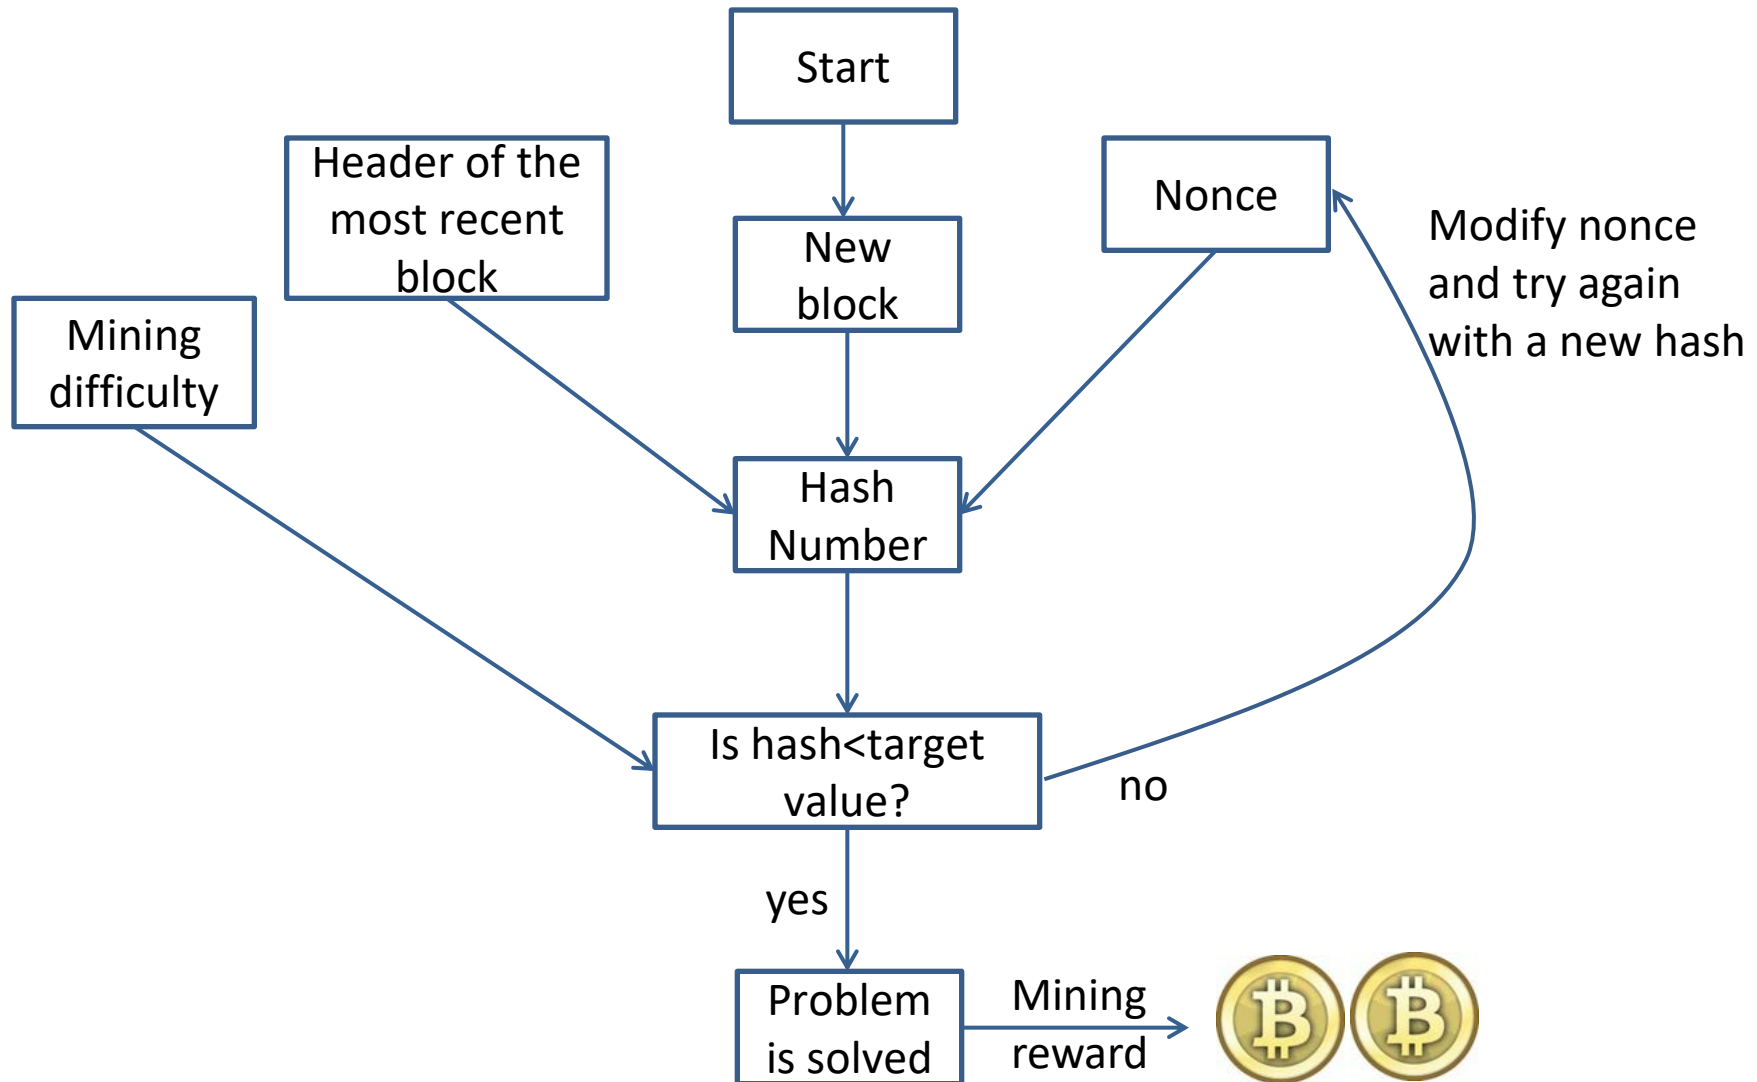 Start
Header of the
most recent
block
Nonce
Modify nonce
and try again
with a new hash
New
block
Mining
difficulty
Hash
Number
Is hash<target
value?
no
yes
Problem
is solved
Mining
reward